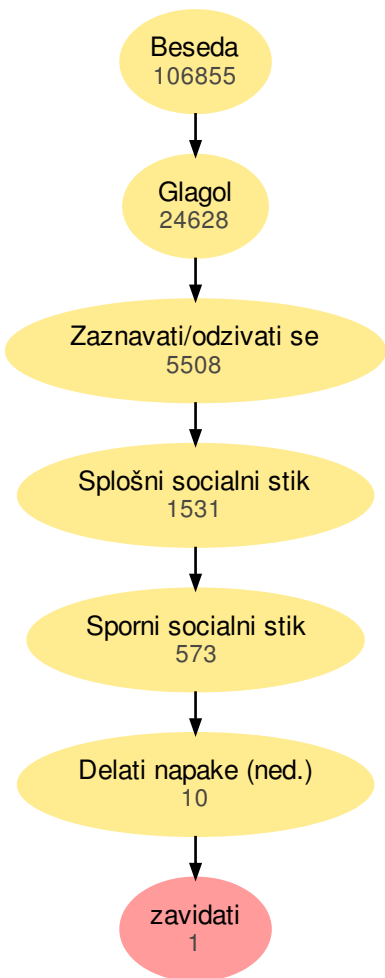 Beseda
106855
Glagol
24628
Zaznavati/odzivati se
5508
Splošni socialni stik
1531
Sporni socialni stik
573
Delati napake (ned.)
10
zavidati
1